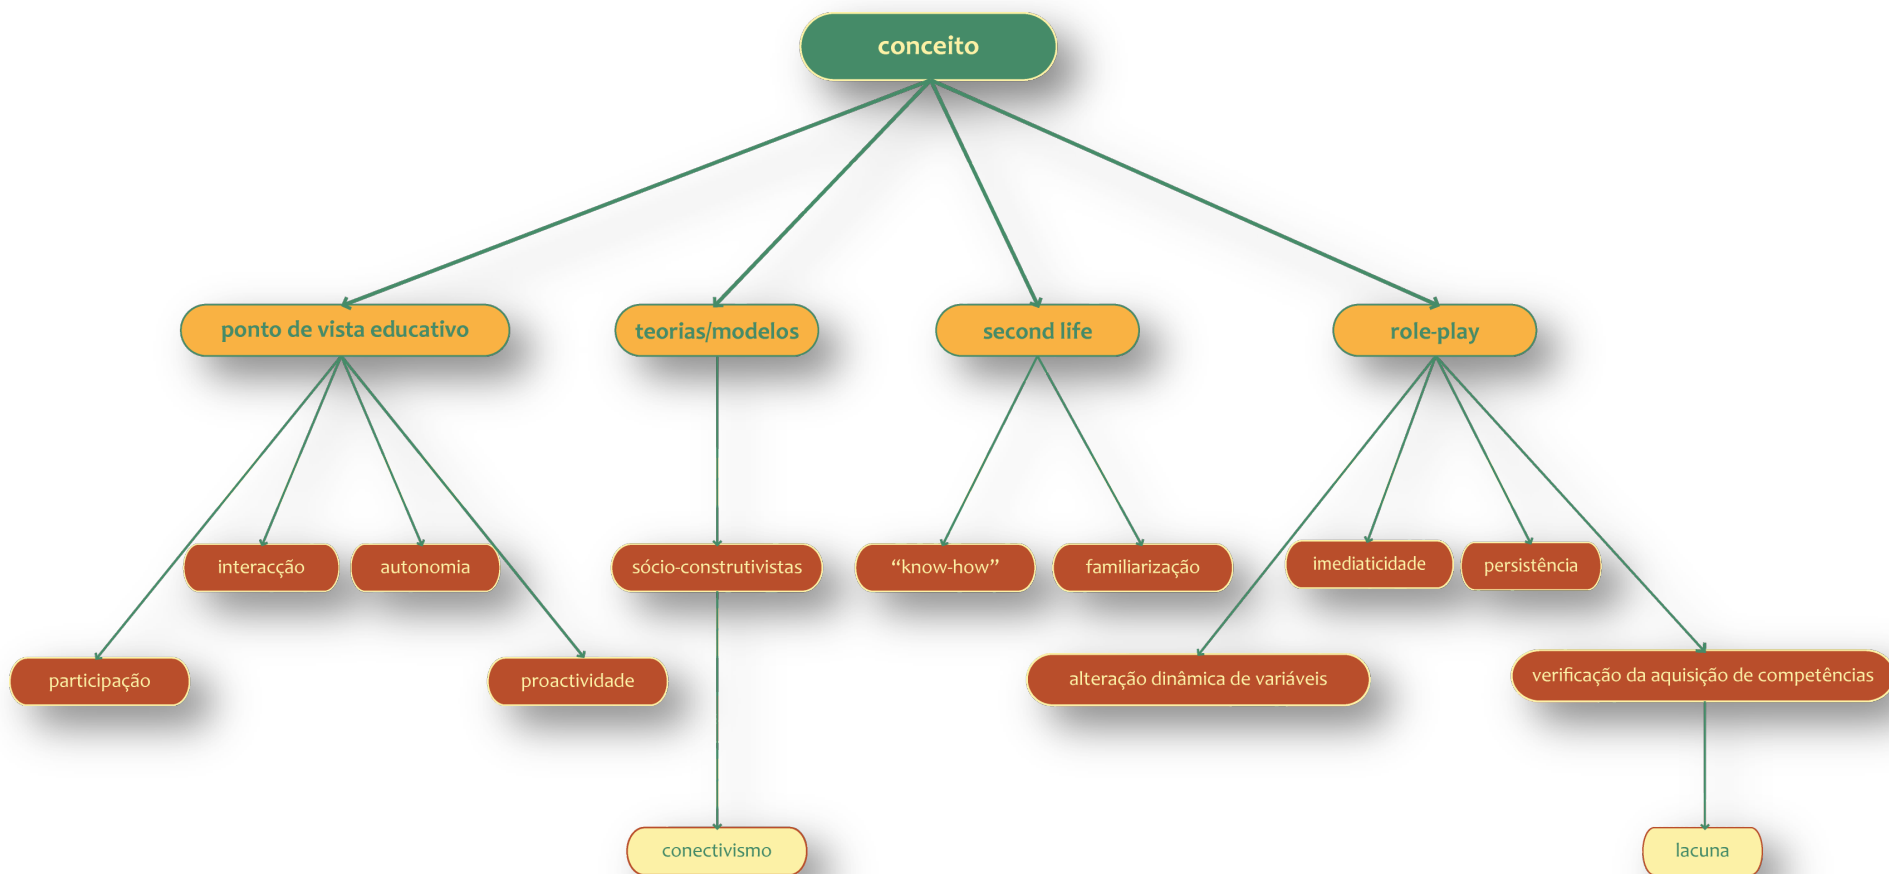 conceito
ponto de vista educativo
teorias/modelos
second life
role-play
interacção
autonomia
sócio-construtivistas
“know-how”
familiarização
imediaticidade
persistência
participação
proactividade
alteração dinâmica de variáveis
verificação da aquisição de competências
conectivismo
lacuna